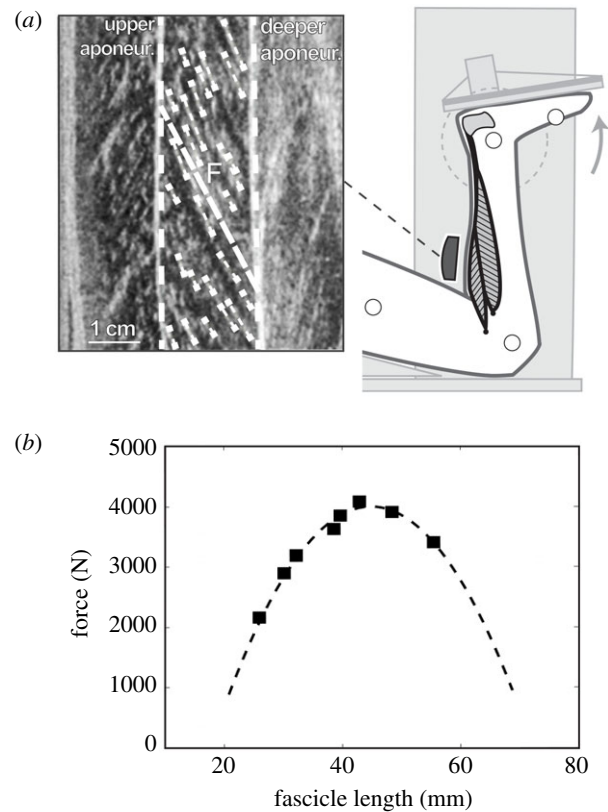 (a)
upper
aponeur.
deeper
aponeur.
F
1 cm
(b)
5000
4000
3000
2000
1000
0
force (N)
20
40
60
80
fascicle length (mm)